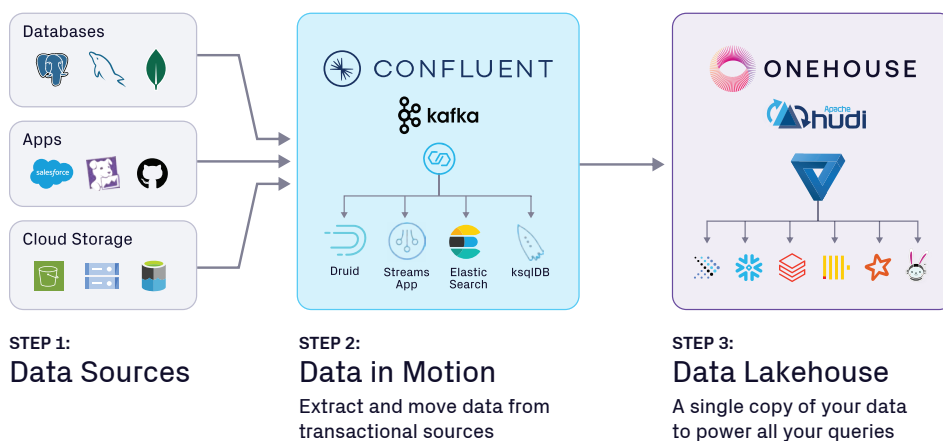 Databases
Apps
salesforce
Cloud Storage
STEP 1:
Data Sources
CONFLUENT
kafka
Druid
Streams
App
Elastic
Search
ksqlDB
STEP 2:
Data in Motion
Extract and move data from
transactional sources
ONEHOUSE
Apache
hudi
STEP 3:
Data Lakehouse
A single copy of your data
to power all your queries